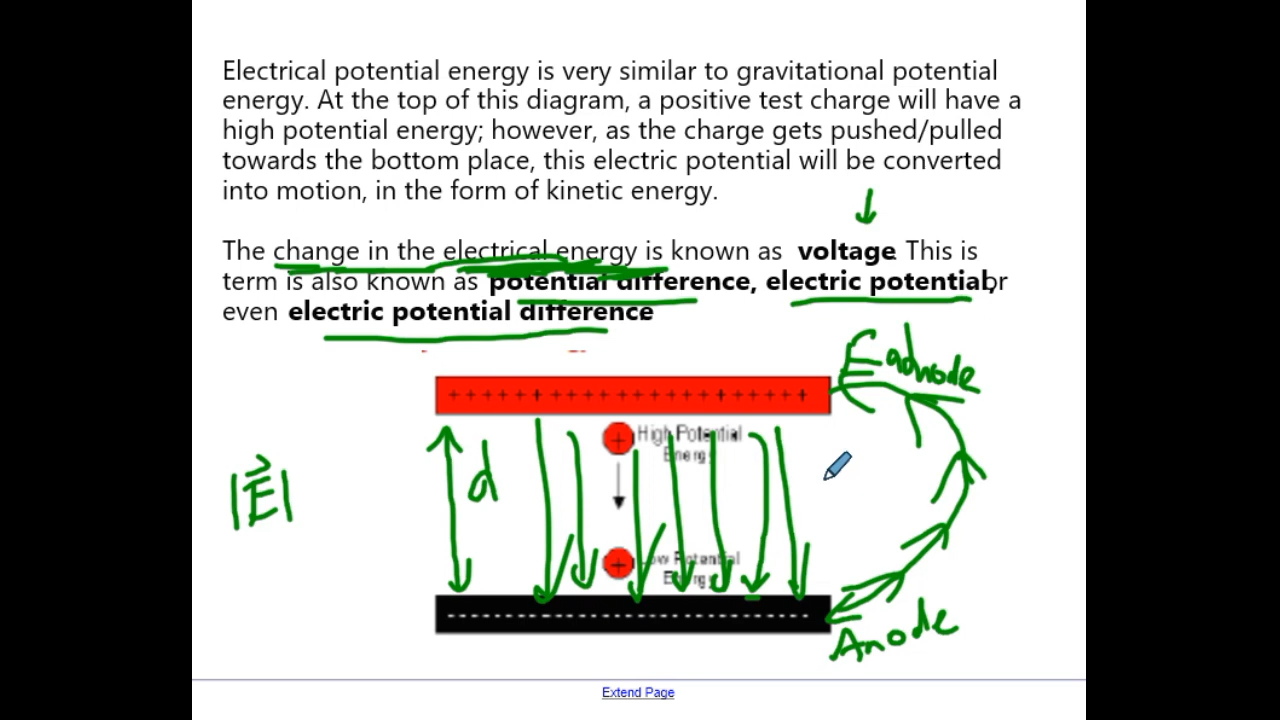 Electrical potential energy is very similar to gravitational potential
energy. At the top of this diagram, a positive test charge will have a
high potential energy; however, as the charge gets pushed/pulled
towards the bottom place, this electric potential will be converted
into motion, in the form of kinetic energy.
The change in the electrical energy is known as voltage. This is
term is also known as potential difference, electric potential, or
even electric potential difference
Cathode
High Potential
Energy
d
|E|
Low Potential
Energy
Anode
Extend Page